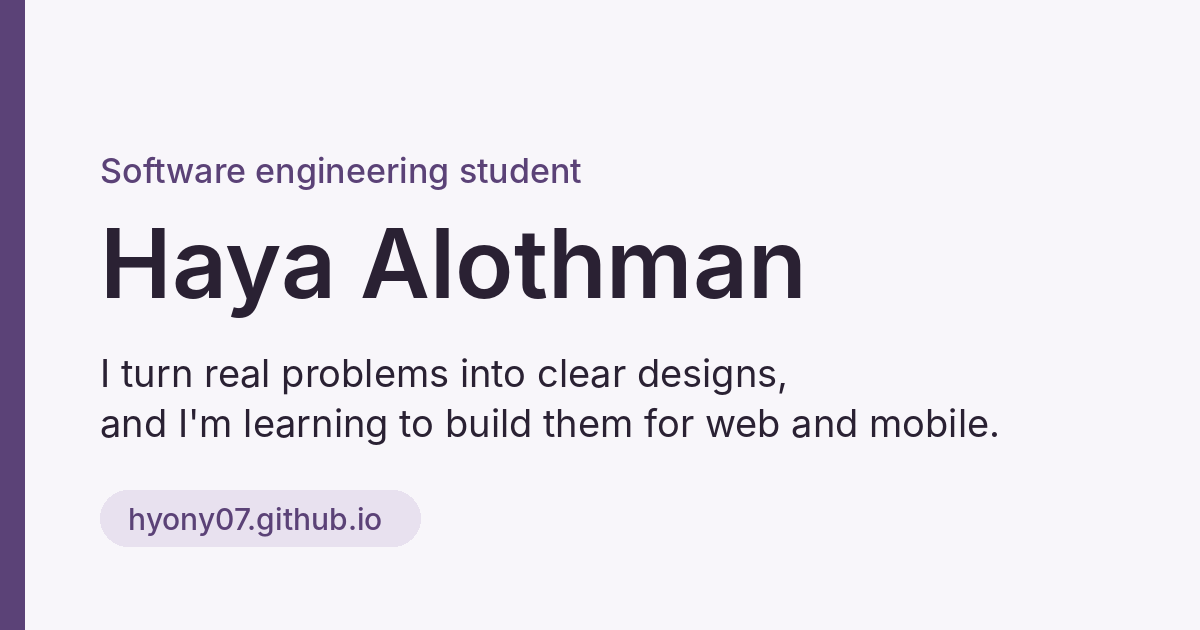 Software engineering student
Haya Alothman
I turn real problems into clear designs,
and I'm learning to build them for web and mobile.
hyony07.github.io